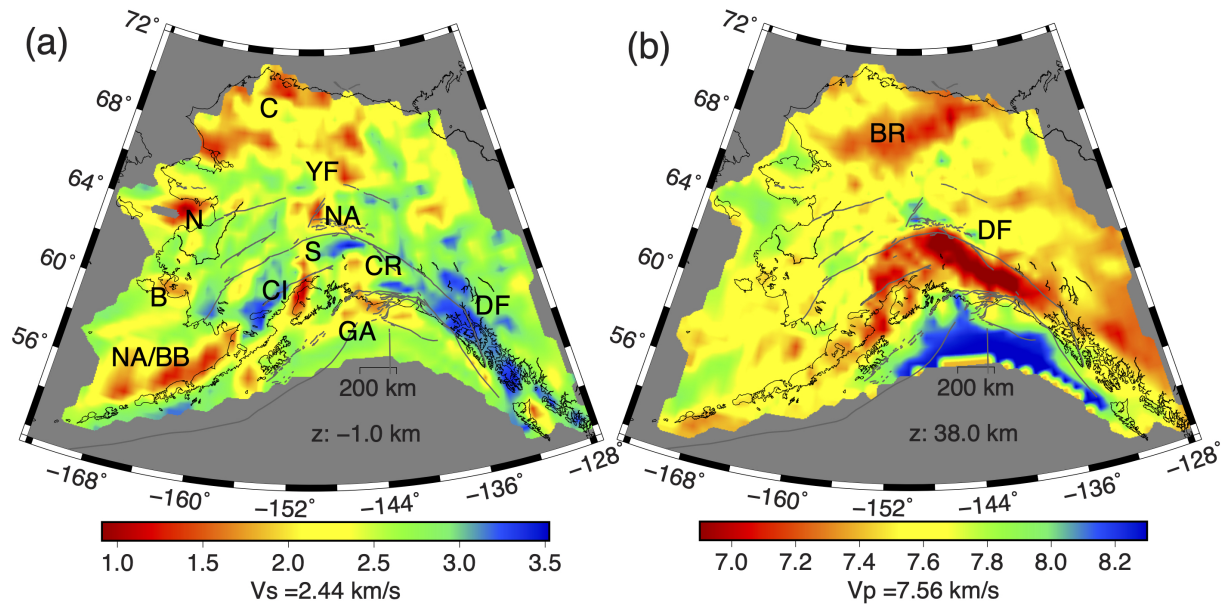 (a)
72°
68°
64°
60°
56°
C
YF
N
NA
S
CR
B
CI
DF
GA
NA/BB
200 km
z: −1.0 km
−168°
−160°
−152°
−144°
−136°
−128°
1.0 1.5 2.0 2.5 3.0 3.5
Vs =2.44 km/s
(b)
72°
68°
64°
60°
56°
BR
DF
200 km
z: 38.0 km
−168°
−160°
−152°
−144°
−136°
−128°
7.0 7.2 7.4 7.6 7.8 8.0 8.2
Vp =7.56 km/s